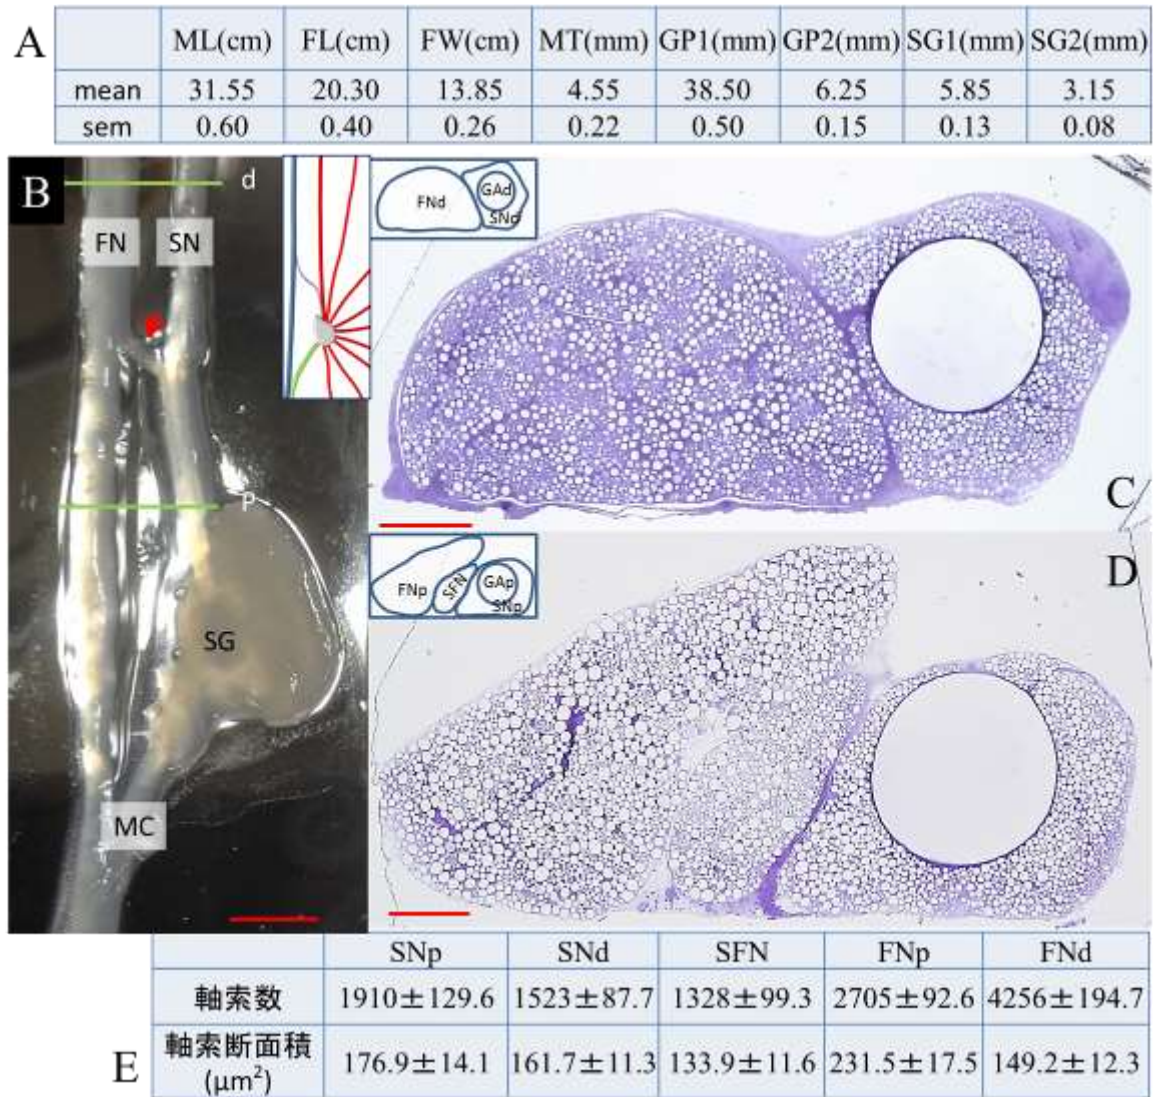 A
ML(cm) FL(cm) FW(cm) MT(mm) GP1(mm) GP2(mm) SG1(mm) SG2(mm)
mean 31.55 20.30 13.85 4.55 38.50 6.25 5.85 3.15
sem 0.60 0.40 0.26 0.22 0.50 0.15 0.13 0.08
B
d
FN SN
p
SG
MC
FNd GAd
SNd
C
FNp SFN GAp
SNp
D
SNp SNd SFN FNp FNd
軸索数 1910±129.6 1523±87.7 1328±99.3 2705±92.6 4256±194.7
軸索断面積 176.9±14.1 161.7±11.3 133.9±11.6 231.5±17.5 149.2±12.3
(μm²)
E